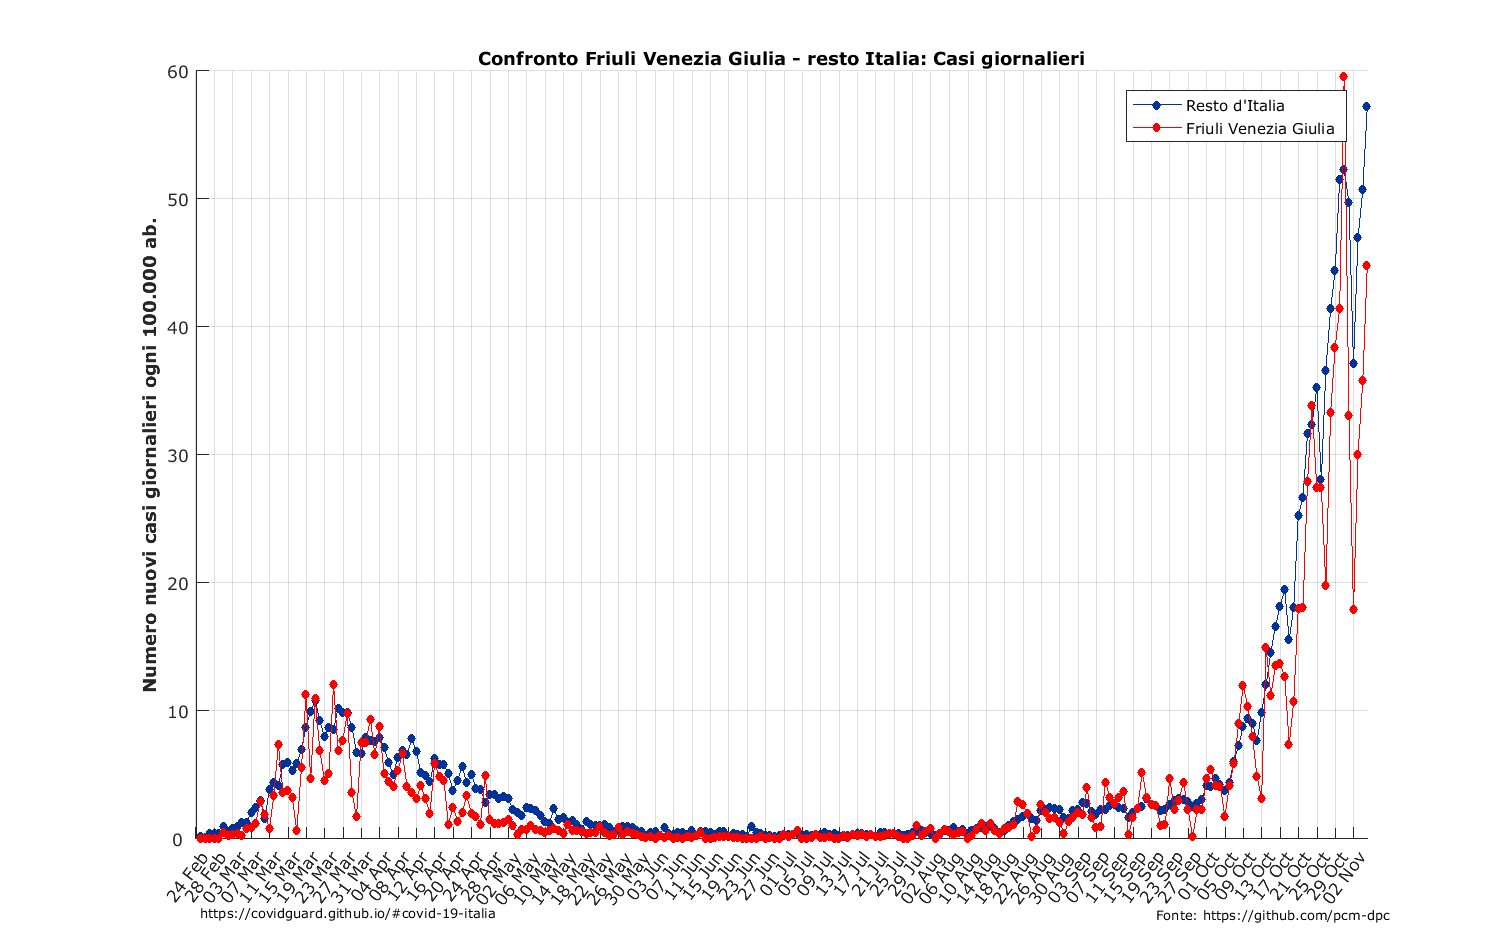 Confronto Friuli Venezia Giulia - resto Italia: Casi giornalieri
Resto d'Italia
Friuli Venezia Giulia
Numero nuovi casi giornalieri ogni 100.000 ab.
60
50
40
30
20
10
0
24 Feb
28 Feb
03 Mar
07 Mar
11 Mar
15 Mar
19 Mar
23 Mar
27 Mar
31 Mar
04 Apr
08 Apr
12 Apr
16 Apr
20 Apr
24 Apr
28 Apr
02 May
06 May
10 May
14 May
18 May
22 May
26 May
30 May
03 Jun
07 Jun
11 Jun
15 Jun
19 Jun
23 Jun
27 Jun
01 Jul
05 Jul
09 Jul
13 Jul
17 Jul
21 Jul
25 Jul
29 Jul
02 Aug
06 Aug
10 Aug
14 Aug
18 Aug
22 Aug
26 Aug
30 Aug
03 Sep
07 Sep
11 Sep
15 Sep
19 Sep
23 Sep
27 Sep
01 Oct
05 Oct
09 Oct
13 Oct
17 Oct
21 Oct
25 Oct
29 Oct
02 Nov
https://covidguard.github.io/#covid-19-italia
Fonte: https://github.com/pcm-dpc